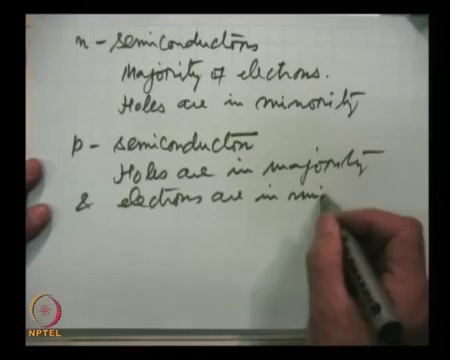 n - semiconductors
Majority of electrons.
Holes are in minority
p - semiconductor
Holes are in majority
& electrons are in mi
NPTEL